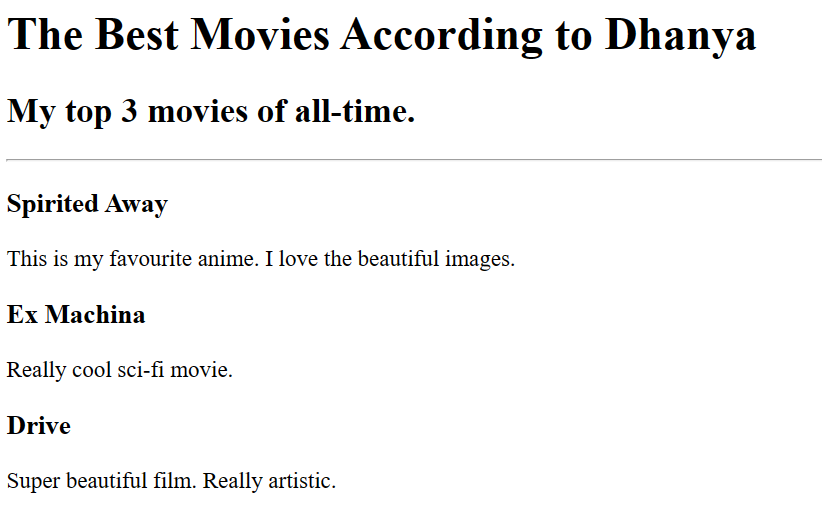 The Best Movies According to Dhanya
My top 3 movies of all-time.
Spirited Away
This is my favourite anime. I love the beautiful images.
Ex Machina
Really cool sci-fi movie.
Drive
Super beautiful film. Really artistic.